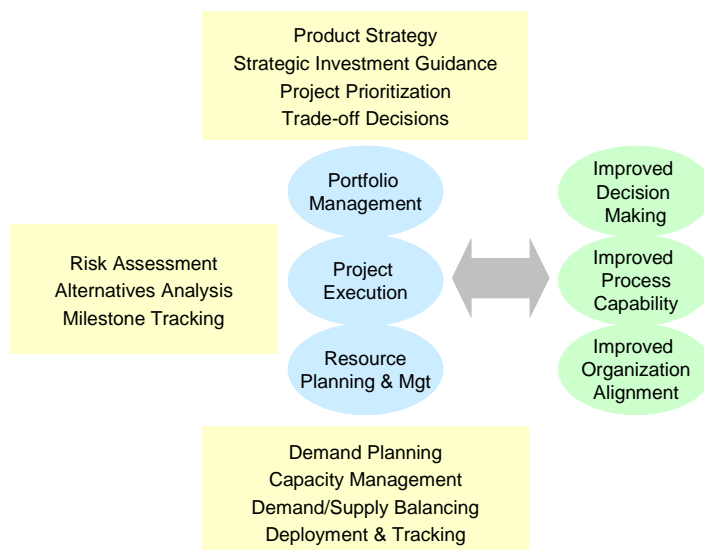 Product Strategy
Strategic Investment Guidance
Project Prioritization
Trade-off Decisions
Portfolio
Management
Improved
Decision
Making
Risk Assessment
Alternatives Analysis
Milestone Tracking
Project
Execution
Improved
Process
Capability
Resource
Planning & Mgt
Improved
Organization
Alignment
Demand Planning
Capacity Management
Demand/Supply Balancing
Deployment & Tracking